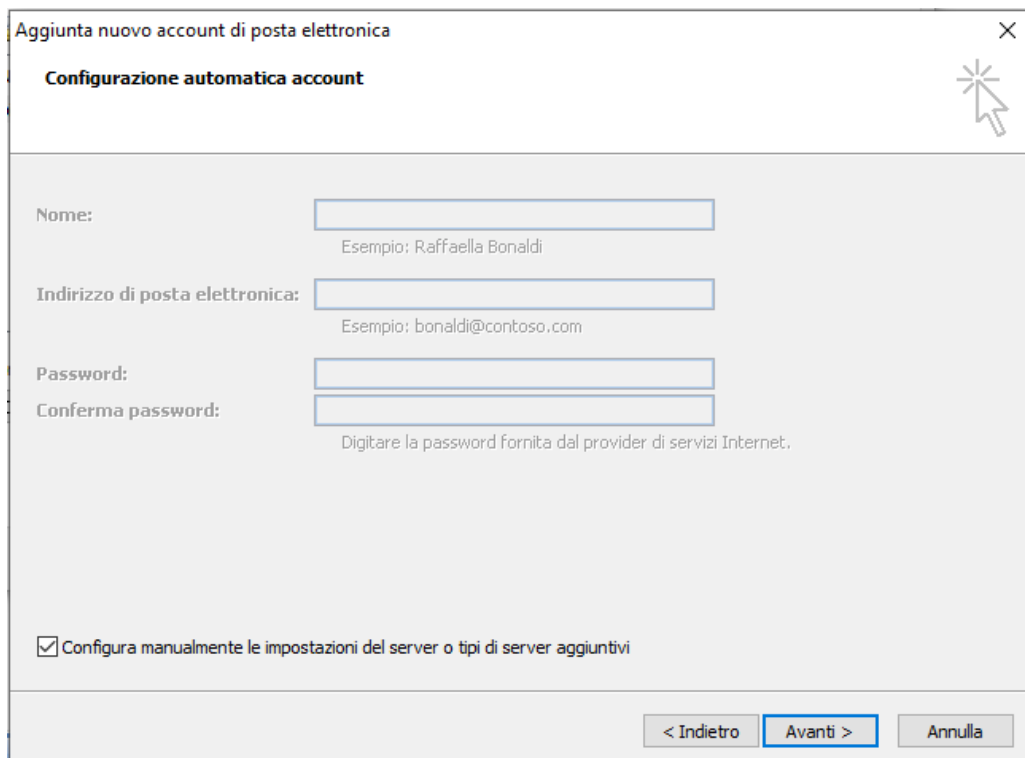 Aggiunta nuovo account di posta elettronica
Configurazione automatica account
Nome:
Esempio: Raffaella Bonaldi
Indirizzo di posta elettronica:
Esempio: bonaldi@contoso.com
Password:
Conferma password:
Digitare la password fornita dal provider di servizi Internet.
Configura manualmente le impostazioni del server o tipi di server aggiuntivi
< Indietro Avanti > Annulla